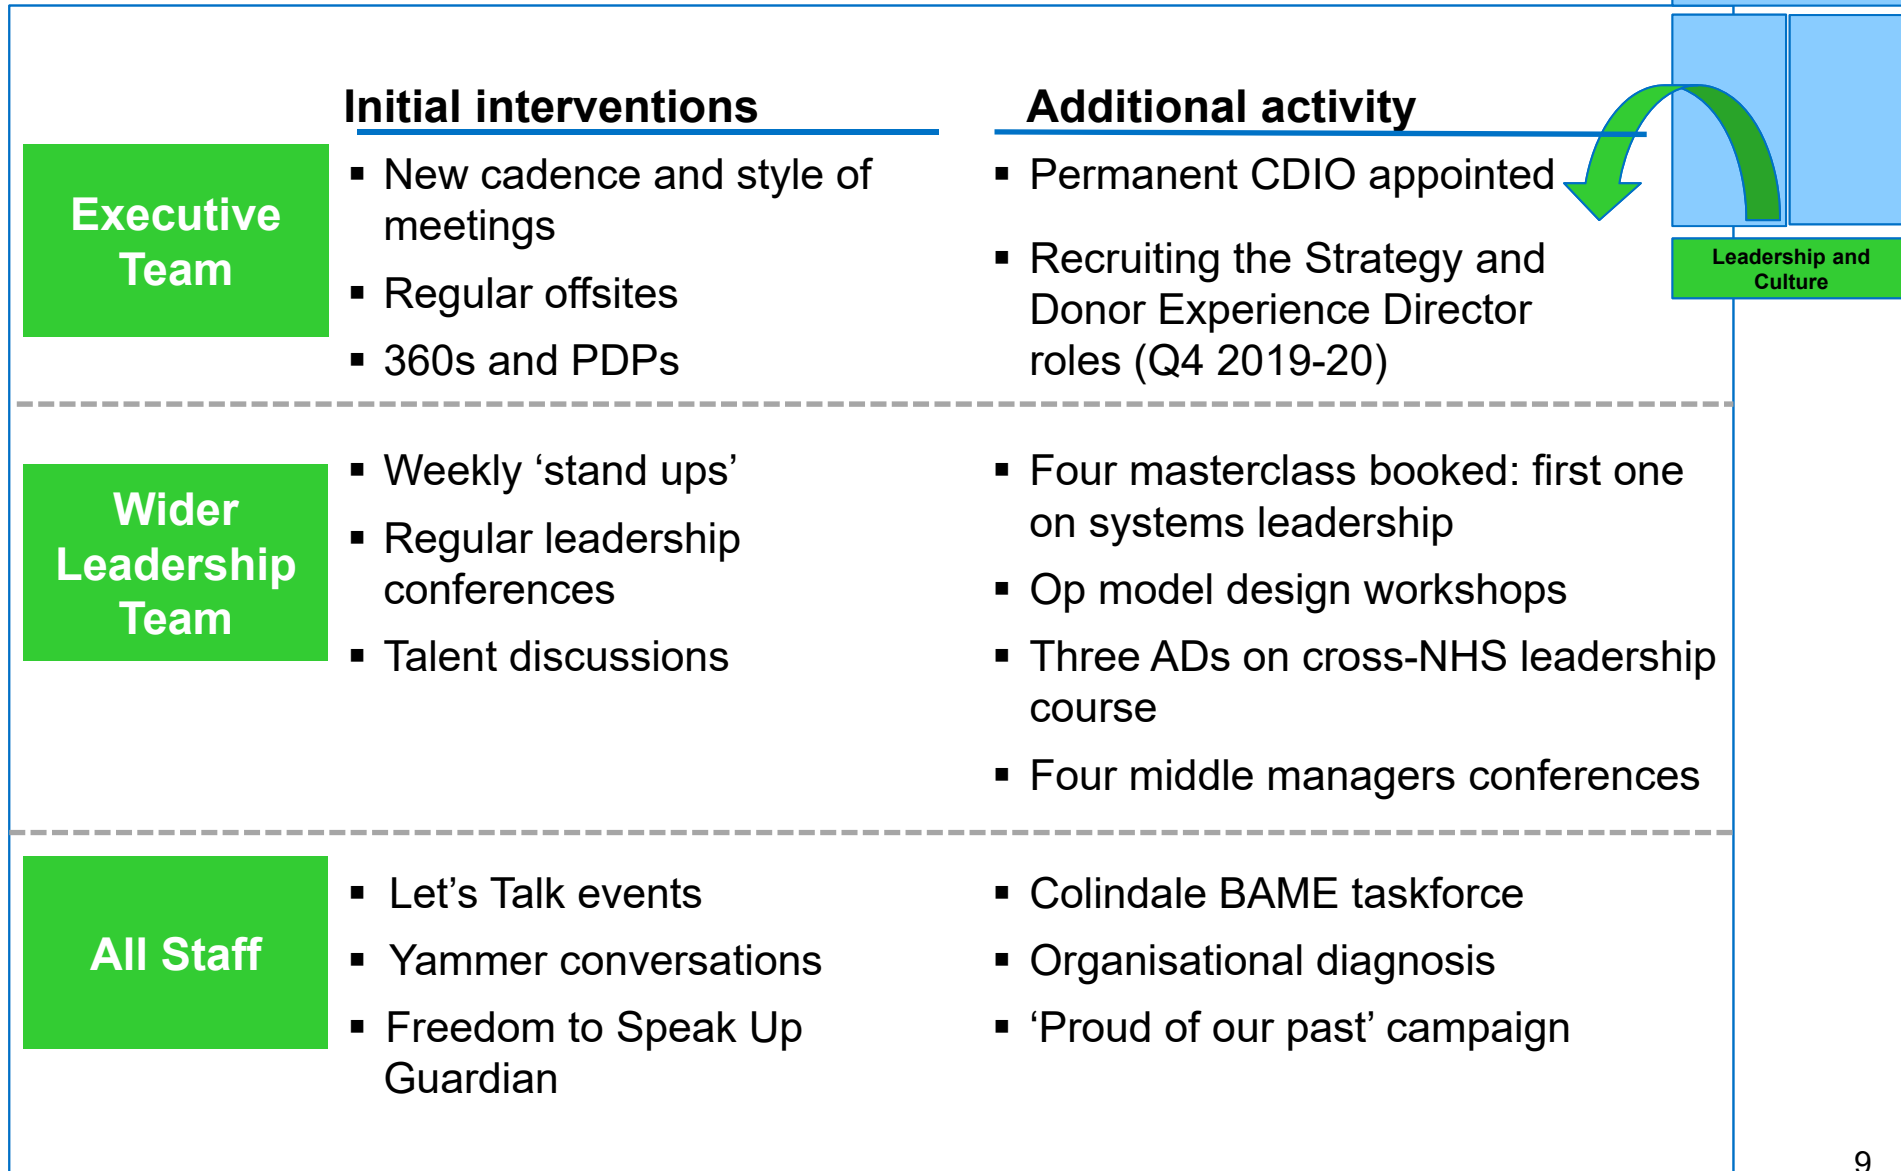 Initial interventions
Additional activity
Executive
Team
▪ New cadence and style of
meetings
▪ Regular offsites
▪ 360s and PDPs
▪ Permanent CDIO appointed
▪ Recruiting the Strategy and
Donor Experience Director
roles (Q4 2019-20)
Leadership and
Culture
Wider
Leadership
Team
▪ Weekly ‘stand ups’
▪ Regular leadership
conferences
▪ Talent discussions
▪ Four masterclass booked: first one
on systems leadership
▪ Op model design workshops
▪ Three ADs on cross-NHS leadership
course
▪ Four middle managers conferences
All Staff
▪ Let’s Talk events
▪ Yammer conversations
▪ Freedom to Speak Up
Guardian
▪ Colindale BAME taskforce
▪ Organisational diagnosis
▪ ‘Proud of our past’ campaign
9